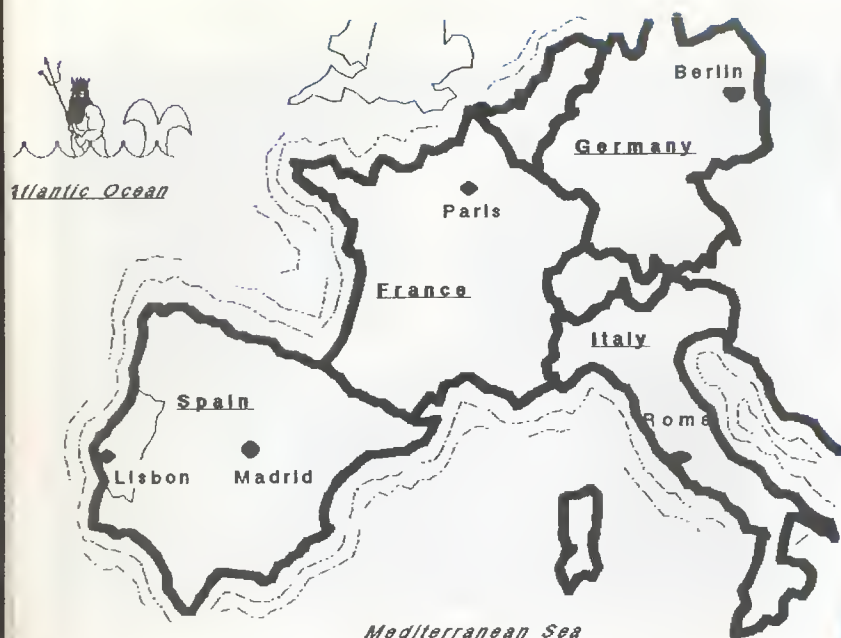 Berlin
Germany
Atlantic Ocean
Paris
France
Italy
Spain
Rome
Lisbon
Madrid
Mediterranean Sea